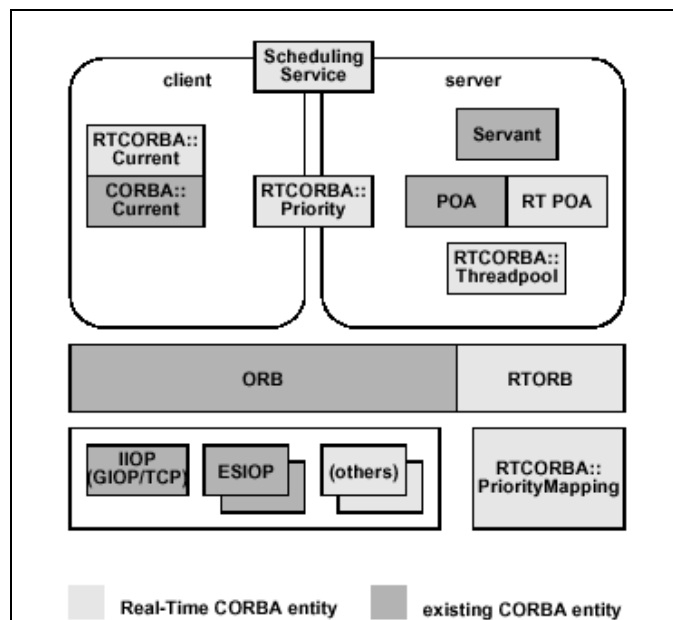 Scheduling
Service
client
server
RTCORBA::
Current
CORBA::
Current
RTCORBA::
Priority
Servant
POA
RT POA
RTCORBA::
Threadpool
ORB
RTORB
IIOP
(GIOP/TCP)
ESIOP
(others)
RTCORBA::
PriorityMapping
Real-Time CORBA entity
existing CORBA entity